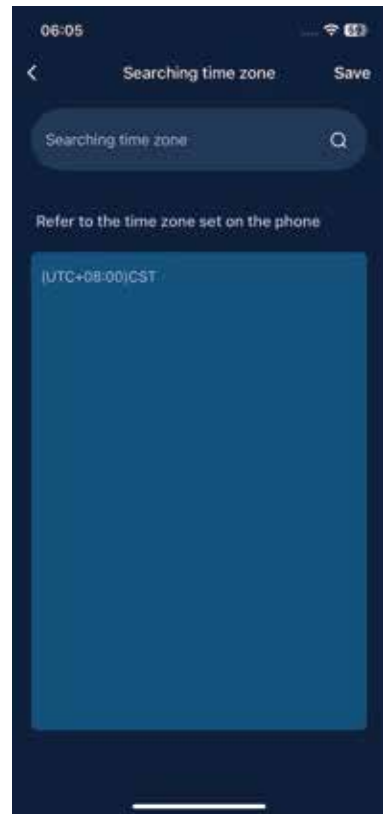 06:05
Searching time zone Save
Searching time zone
Refer to the time zone set on the phone
(UTC+08:00)CST